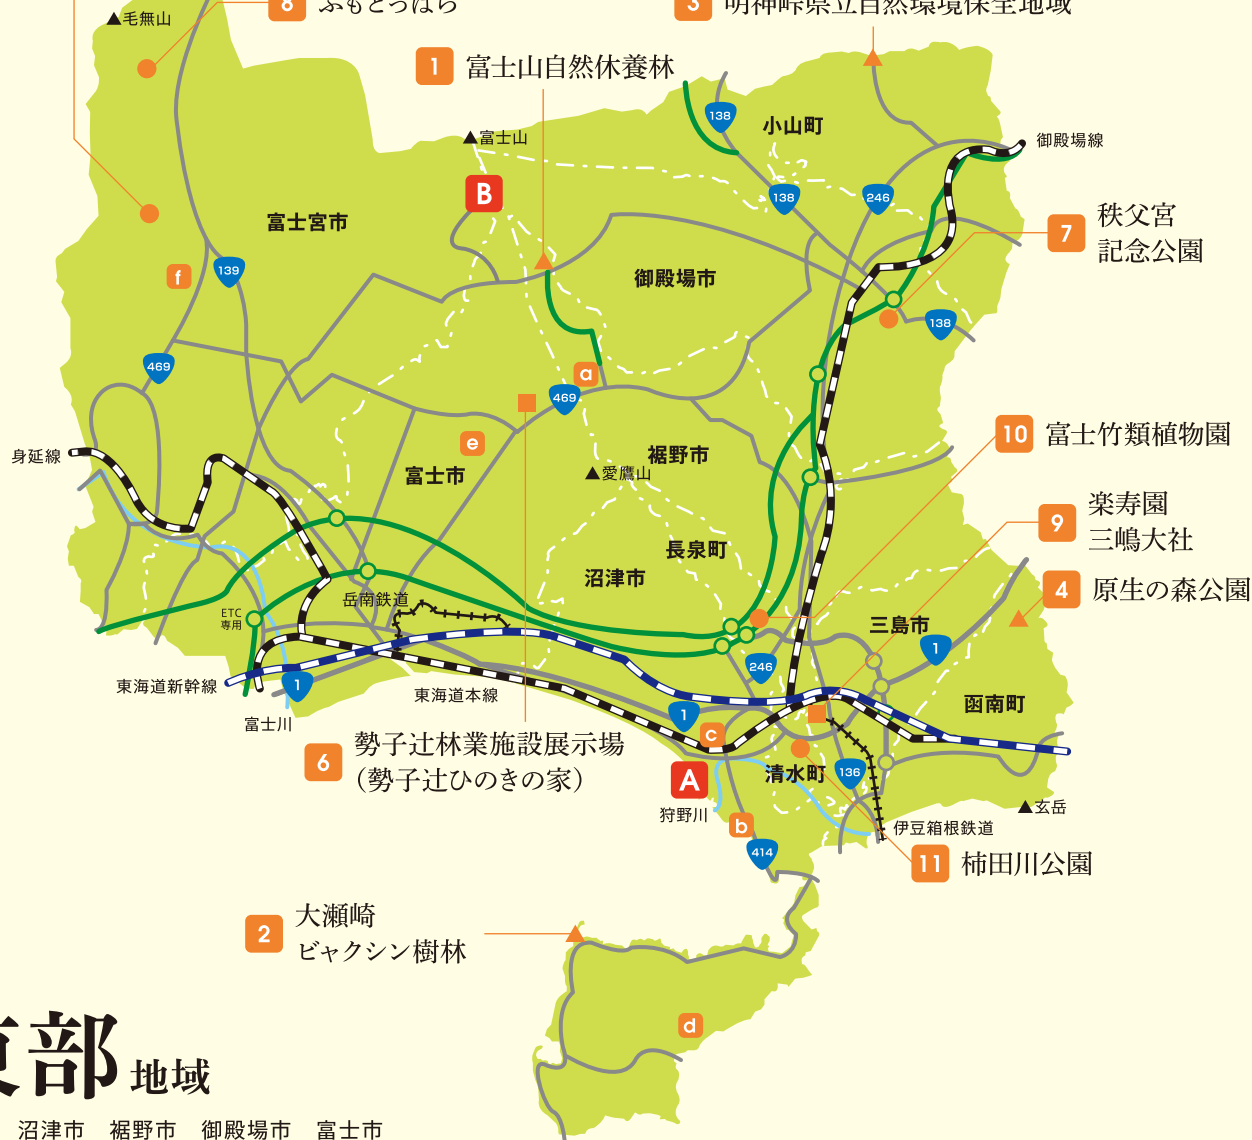 8 ふもとっぱら
3 明神峠県立自然環境保全地域
▲毛無山
1 富士山自然休養林
138
小山町
▲富士山
御殿場線
B
138
246
7 秩父宮
記念公園
富士宮市
f
139
御殿場市
138
469
a
469
e
10 富士竹類植物園
身延線
裾野市
富士市
▲愛鷹山
9 楽寿園
三嶋大社
長泉町
沼津市
4 原生の森公園
岳南鉄道
ETC
専用
三島市
1
246
東海道新幹線
1
東海道本線
函南町
富士川
1
c
6 勢子辻林業施設展示場
(勢子辻ひのきの家)
A
清水町
136
狩野川
▲玄岳
b
伊豆箱根鉄道
414
11 柿田川公園
2 大瀬崎
ビャクシン樹林
d
東部地域
沼津市 裾野市 御殿場市 富士市